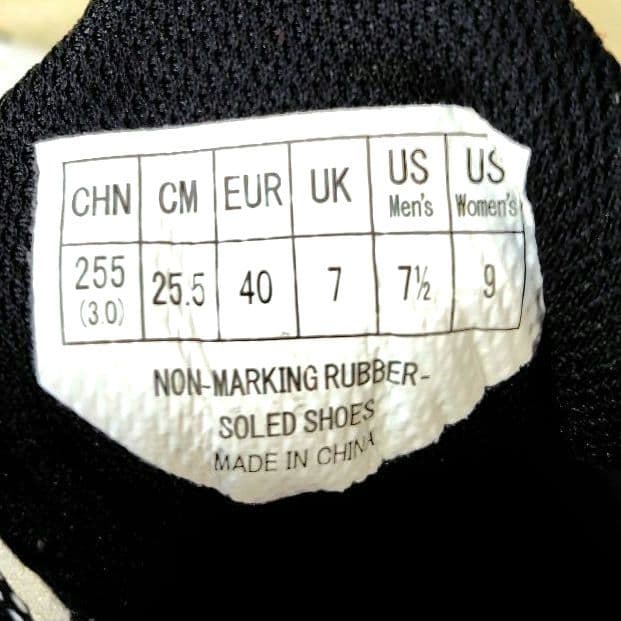 CHN CM EUR UK US Men's US Women's
255 (3.0) 25.5 40 7 7½ 9
NON-MARKING RUBBER-
SOLED SHOES
MADE IN CHINA